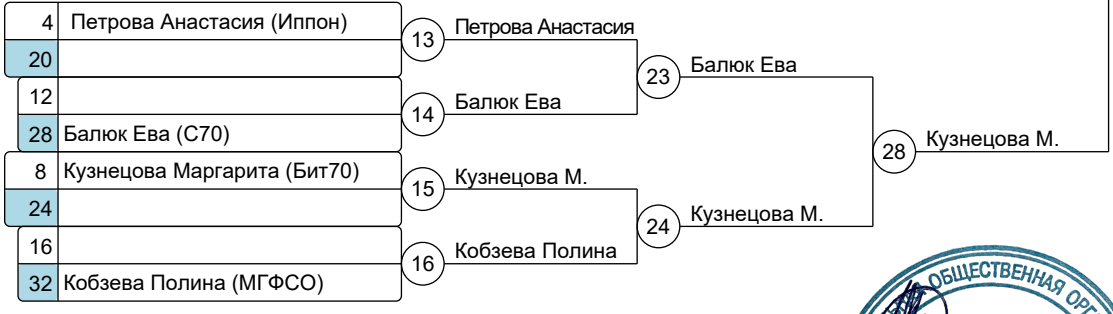 4 Петрова Анастасия (Иппон)
20
12
28 Балюк Ева (С70)
8 Кузнецова Маргарита (Бит70)
24
16
32 Кобзева Полина (МГФСО)
13 Петрова Анастасия
14 Балюк Ева
15 Кузнецова М.
16 Кобзева Полина
23 Балюк Ева
24 Кузнецова М.
28 Кузнецова М.
ОБЩЕСТВЕННАЯ